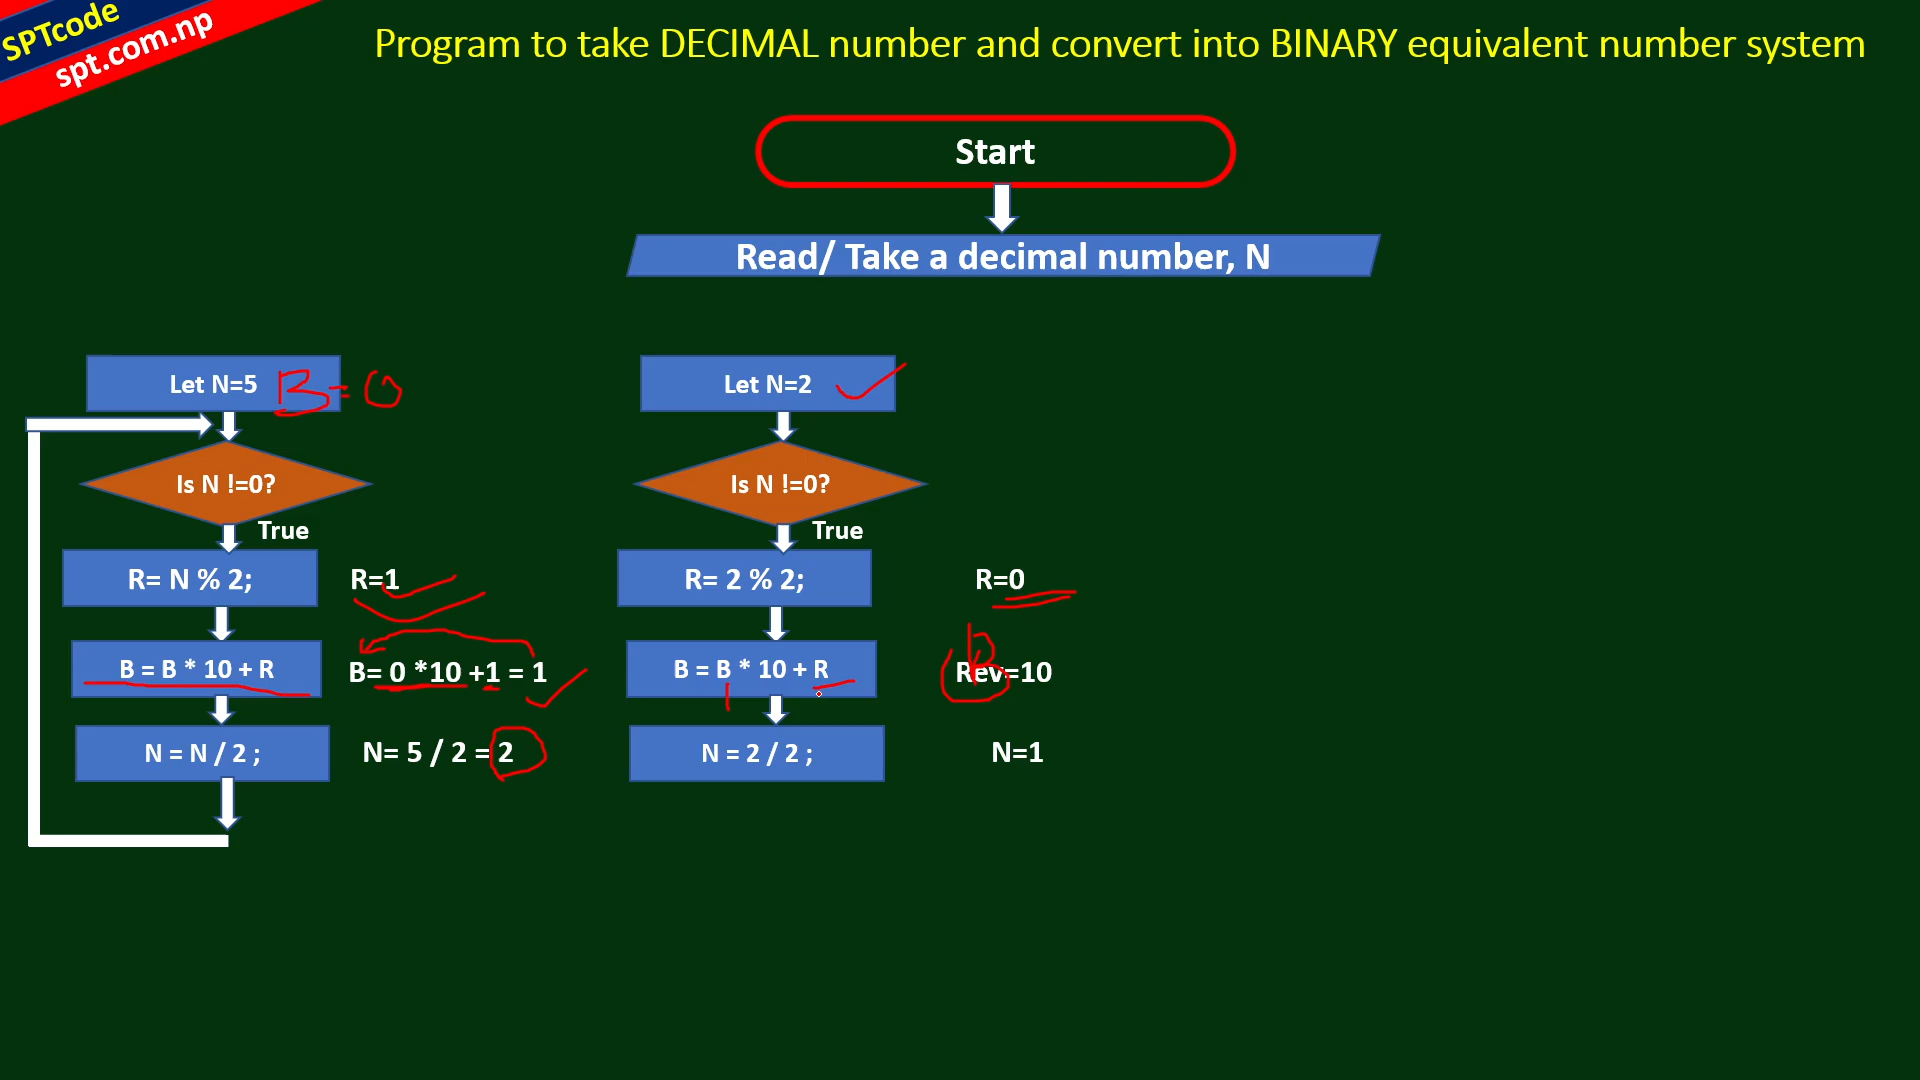 SPTcode
spt.com.np
Program to take DECIMAL number and convert into BINARY equivalent number system
Start
Read/ Take a decimal number, N
Let N=5 B=0
Is N !=0?
True
R= N % 2;
R=1
B = B * 10 + R
B= 0 *10 +1 = 1
N = N / 2 ;
N= 5 / 2 = 2
Let N=2
Is N !=0?
True
R= 2 % 2;
R=0
B = B * 10 + R
1
b
Rev=10
N = 2 / 2 ;
N=1